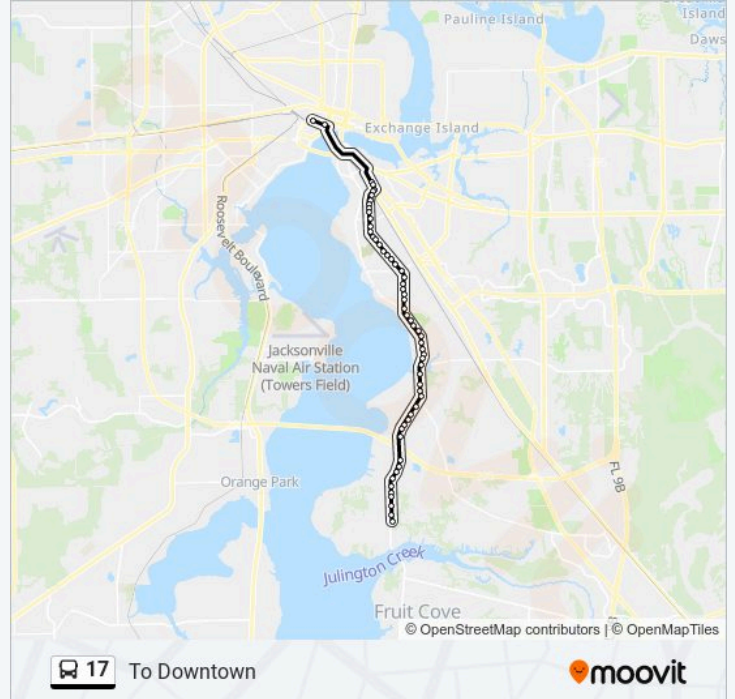 Pauline Island
Island
Daws
Exchange Island
Roosevelt Boulevard
Jacksonville
Naval Air Station
(Towers Field)
Orange Park
FL 9B
Julington Creek
Fruit Cove
© OpenStreetMap contributors | © OpenMapTiles
17 To Downtown
moovit